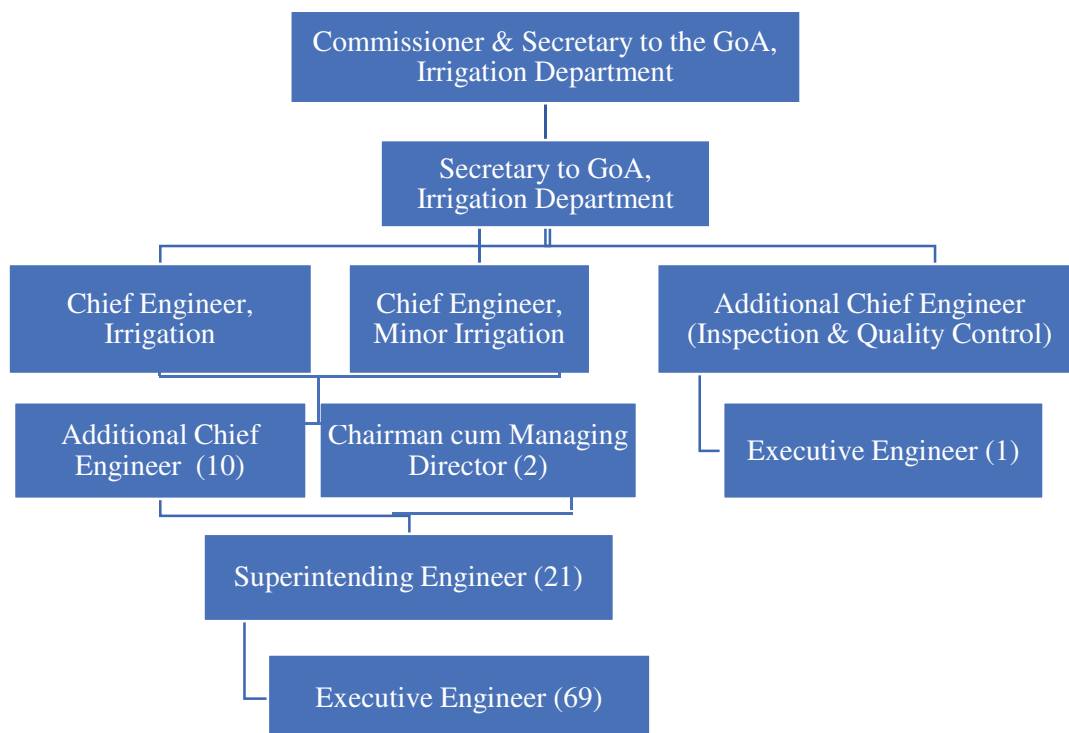 Commissioner & Secretary to the GoA,
Irrigation Department
Secretary to GoA,
Irrigation Department
Chief Engineer,
Irrigation
Chief Engineer,
Minor Irrigation
Additional Chief Engineer
(Inspection & Quality Control)
Additional Chief
Engineer (10)
Chairman cum Managing
Director (2)
Executive Engineer (1)
Superintending Engineer (21)
Executive Engineer (69)